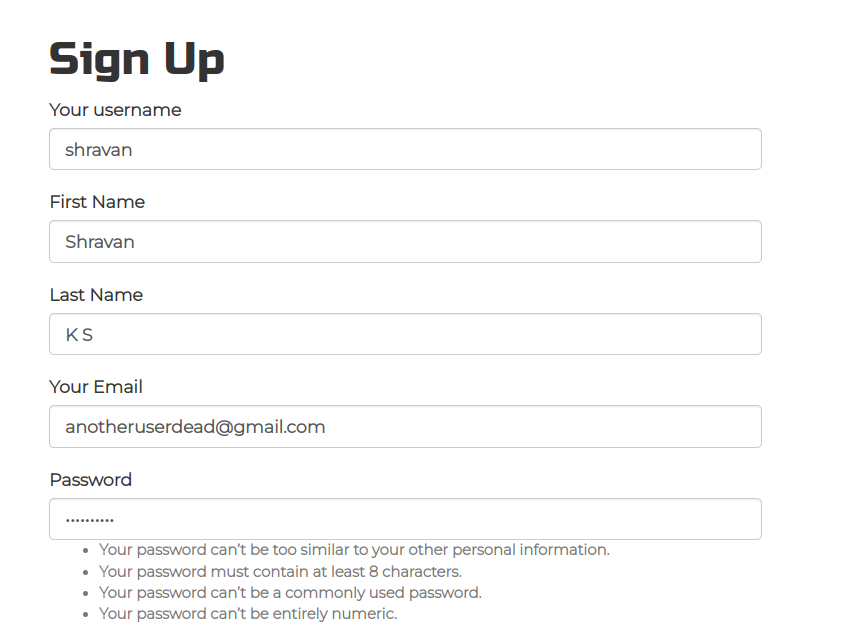 Sign Up
Your username
shravan
First Name
Shravan
Last Name
K S
Your Email
anotheruserdead@gmail.com
Password
••••••••••
• Your password can't be too similar to your other personal information.
• Your password must contain at least 8 characters.
• Your password can't be a commonly used password.
• Your password can't be entirely numeric.